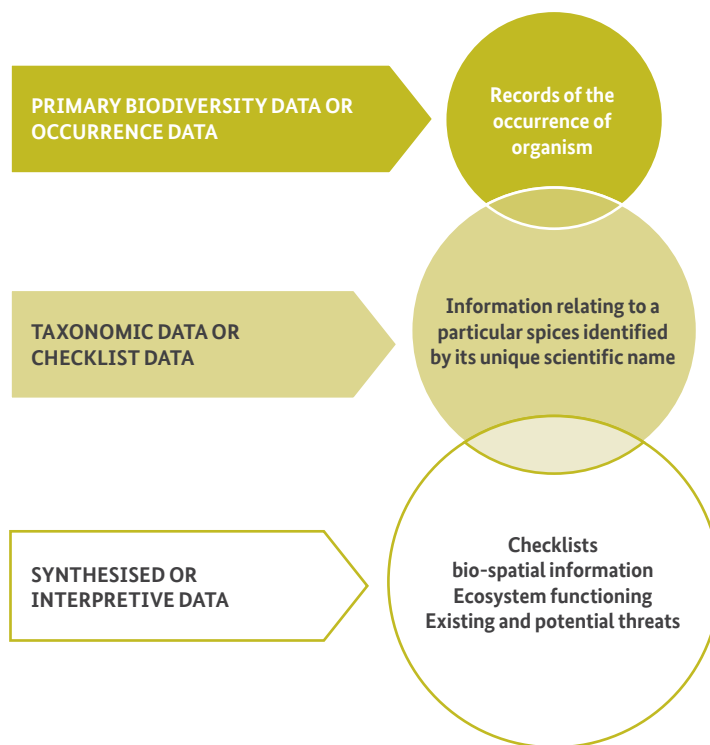 PRIMARY BIODIVERSITY DATA OR
OCCURRENCE DATA
Records of the
occurrence of
organism
TAXONOMIC DATA OR
CHECKLIST DATA
Information relating to a
particular spices identified
by its unique scientific name
SYNTHESISED OR
INTERPRETIVE DATA
Checklists
bio-spatial information
Ecosystem functioning
Existing and potential threats